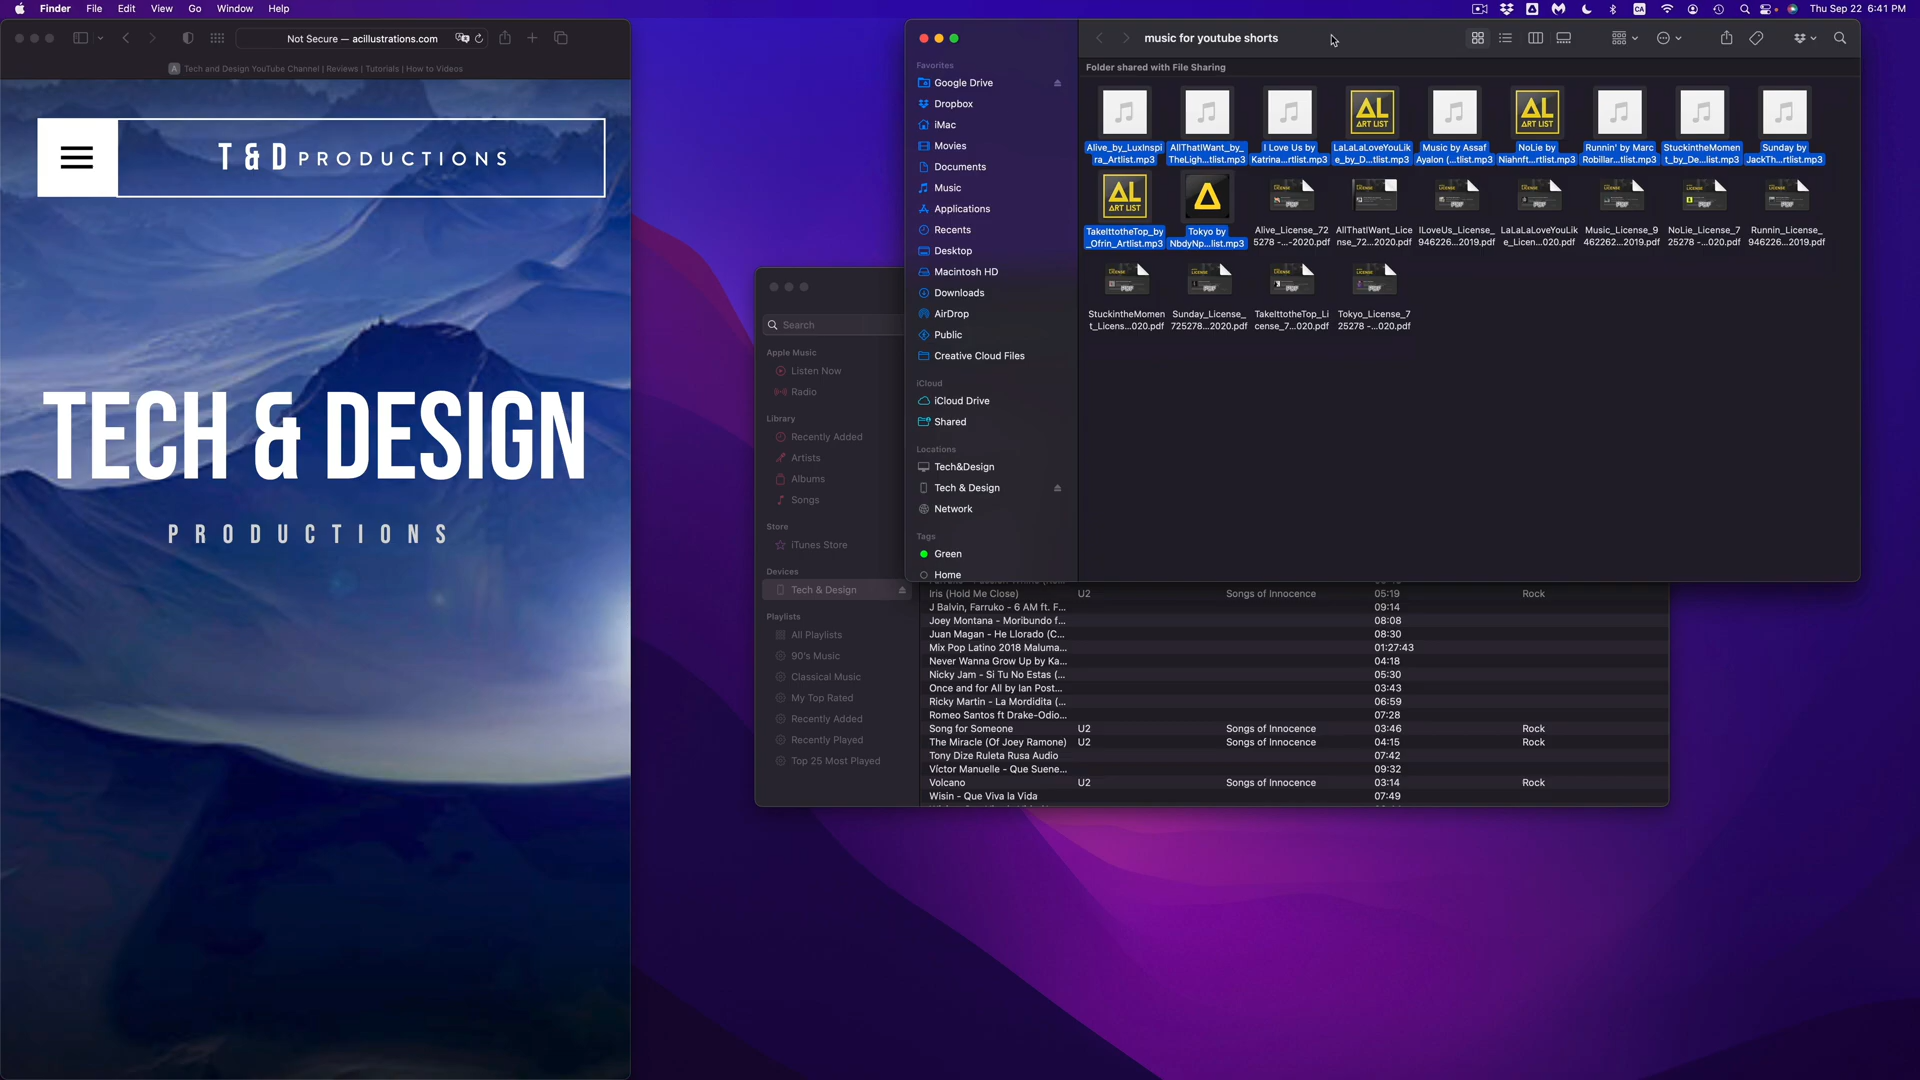 Finder File Edit View Go Window Help
CA
Thu Sep 22 6:41 PM
Not Secure — acillustrations.com
A Tech and Design YouTube Channel | Reviews | Tutorials | How to Videos
T & D PRODUCTIONS
TECH & DESIGN
PRODUCTIONS
Search
Apple Music
Listen Now
Radio
Library
Recently Added
Artists
Albums
Songs
Store
iTunes Store
Devices
Tech & Design
Playlists
All Playlists
90's Music
Classical Music
My Top Rated
Recently Added
Recently Played
Top 25 Most Played
music for youtube shorts
Folder shared with File Sharing
Favorites
Google Drive
Dropbox
iMac
Movies
Documents
Music
Applications
Recents
Desktop
Macintosh HD
Downloads
AirDrop
Public
Creative Cloud Files
iCloud
iCloud Drive
Shared
Locations
Tech&Design
Tech & Design
Network
Tags
Green
Home
AL ART LIST
AL ART LIST
Alive_by_LuxInspi
ra_Artlist.mp3
AllThatIWant_by_
TheLigh...tlist.mp3
I Love Us by
Katrina...rtlist.mp3
LaLaLaLoveYouLik
e_by_D...tlist.mp3
Music by Assaf
Ayalon (...tlist.mp3
NoLie by
Niahnft...rtlist.mp3
Runnin' by Marc
Robillar...tlist.mp3
StuckintheMomen
t_by_De...list.mp3
Sunday by
JackTh...rtlist.mp3
AL ART LIST
TakeIttotheTop_by
_Ofrin_Artlist.mp3
Tokyo by
NbdyNp...list.mp3
Alive_License_72
5278 -...-2020.pdf
AllThatIWant_Lice
nse_72...2020.pdf
ILoveUs_License_
946226...2019.pdf
LaLaLaLoveYouLik
e_Licen...020.pdf
Music_License_9
462262...2019.pdf
NoLie_License_7
25278 -...020.pdf
Runnin_License_
946226...2019.pdf
StuckintheMomen
t_Licens...020.pdf
Sunday_License_
725278...2020.pdf
TakeIttotheTop_Li
cense_7...020.pdf
Tokyo_License_7
25278 -...020.pdf
Iris (Hold Me Close) U2 Songs of Innocence 05:19 Rock
J Balvin, Farruko - 6 AM ft. F... 09:14
Joey Montana - Moribundo f... 08:08
Juan Magan - He Llorado (C... 08:30
Mix Pop Latino 2018 Maluma... 01:27:43
Never Wanna Grow Up by Ka... 04:18
Nicky Jam - Si Tu No Estas (... 05:30
Once and for All by Ian Post... 03:43
Ricky Martin - La Mordidita (... 06:59
Romeo Santos ft Drake-Odio... 07:28
Song for Someone U2 Songs of Innocence 03:46 Rock
The Miracle (Of Joey Ramone) U2 Songs of Innocence 04:15 Rock
Tony Dize Ruleta Rusa Audio 07:42
Víctor Manuelle - Que Suene... 09:32
Volcano U2 Songs of Innocence 03:14 Rock
Wisin - Que Viva la Vida 07:49